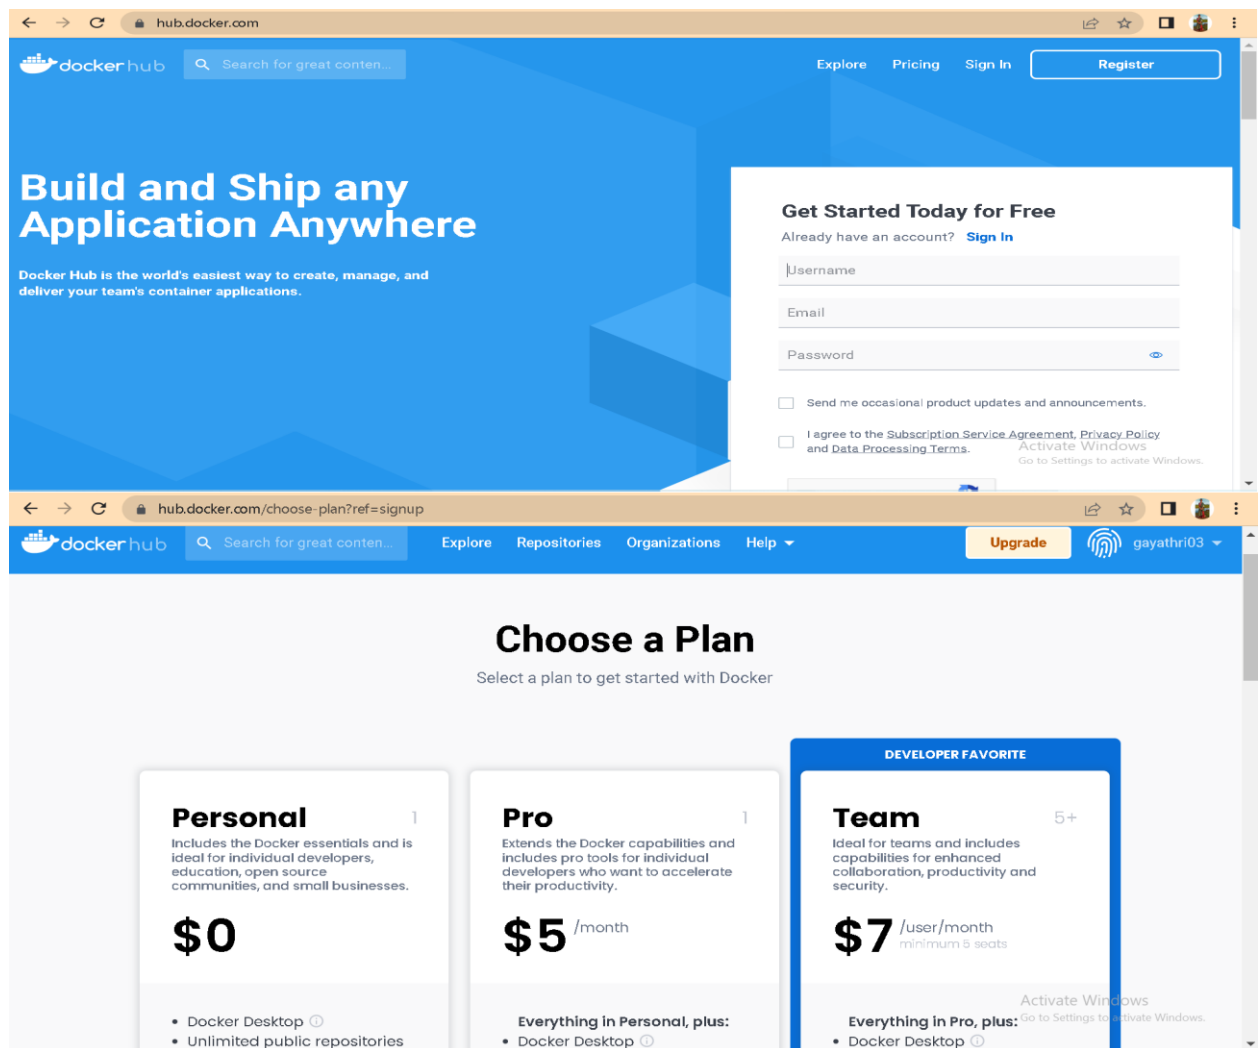 hub.docker.com
dockerhub
Search for great conten...
Explore
Pricing
Sign In
Register
Build and Ship any
Application Anywhere
Docker Hub is the world's easiest way to create, manage, and
deliver your team's container applications.
Get Started Today for Free
Already have an account? Sign In
Username
Email
Password
Send me occasional product updates and announcements.
I agree to the Subscription Service Agreement, Privacy Policy
and Data Processing Terms.
Activate Windows
Go to Settings to activate Windows.
hub.docker.com/choose-plan?ref=signup
dockerhub
Search for great conten...
Explore
Repositories
Organizations
Help
Upgrade
gayathri03
Choose a Plan
Select a plan to get started with Docker
Personal 1
Includes the Docker essentials and is
ideal for individual developers,
education, open source
communities, and small businesses.
$0
Docker Desktop
Unlimited public repositories
Pro 1
Extends the Docker capabilities and
includes pro tools for individual
developers who want to accelerate
their productivity.
$5 /month
Everything in Personal, plus:
Docker Desktop
DEVELOPER FAVORITE
Team 5+
Ideal for teams and includes
capabilities for enhanced
collaboration, productivity and
security.
$7 /user/month
minimum 5 seats
Everything in Pro, plus:
Docker Desktop
Activate Windows
Go to Settings to activate Windows.